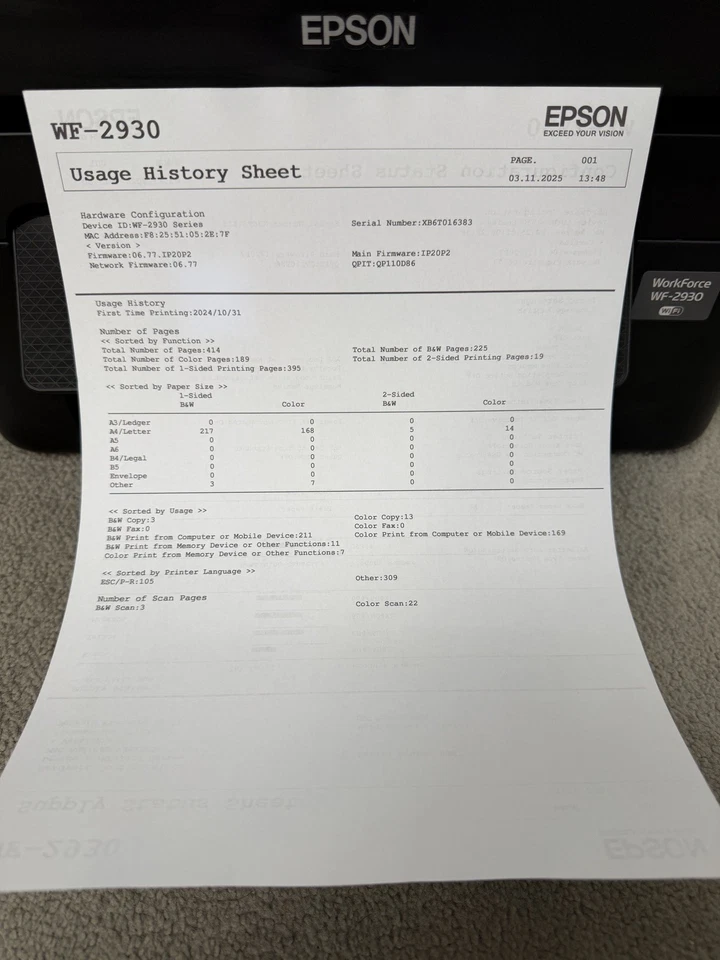 EPSON
WF-2930
EPSON
EXCEED YOUR VISION
Usage History Sheet
PAGE. 001
03.11.2025 13:48
Hardware Configuration
Device ID:WF-2930 Series
Serial Number:XB6T016383
MAC Address:F8:25:51:05:2E:7F
< Version >
Firmware:06.77.IP20P2
Main Firmware:IP20P2
Network Firmware:06.77
QPIT:QP110D86
WorkForce
WF-2930
WiFi
Usage History
First Time Printing:2024/10/31
Number of Pages
<< Sorted by Function >>
Total Number of Pages:414
Total Number of B&W Pages:225
Total Number of Color Pages:189
Total Number of 2-Sided Printing Pages:19
Total Number of 1-Sided Printing Pages:395
<< Sorted by Paper Size >>
1-Sided 2-Sided
B&W Color B&W Color
A3/Ledger 0 0 0 0
A4/Letter 217 168 5 14
A5 0 0 0 0
A6 0 0 0 0
B4/Legal 0 0 0 0
B5 0 0 0 0
Envelope 0 0 0 0
Other 3 7 0 0
<< Sorted by Usage >>
B&W Copy:3
Color Copy:13
B&W Fax:0
Color Fax:0
B&W Print from Computer or Mobile Device:211
Color Print from Computer or Mobile Device:169
B&W Print from Memory Device or Other Functions:11
Color Print from Memory Device or Other Functions:7
<< Sorted by Printer Language >>
ESC/P-R:105
Other:309
Number of Scan Pages
B&W Scan:3
Color Scan:22